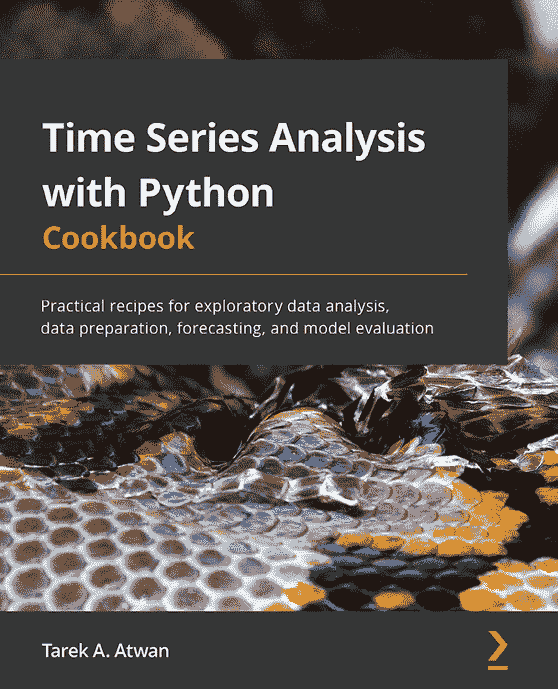 Time Series Analysis
with Python
Cookbook
Practical recipes for exploratory data analysis,
data preparation, forecasting, and model evaluation
Tarek A. Atwan